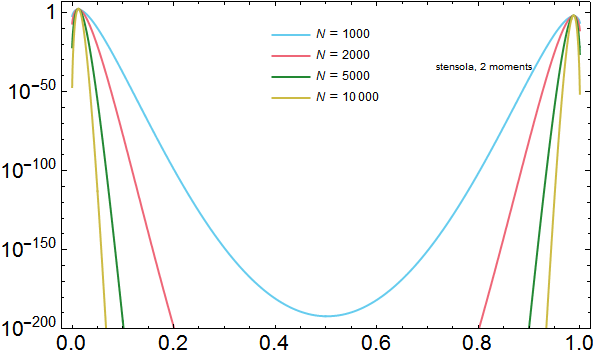 1
N = 1000
N = 2000
stensola, 2 moments
N = 5000
10^-50
N = 10 000
10^-100
10^-150
10^-200
0.0 0.2 0.4 0.6 0.8 1.0